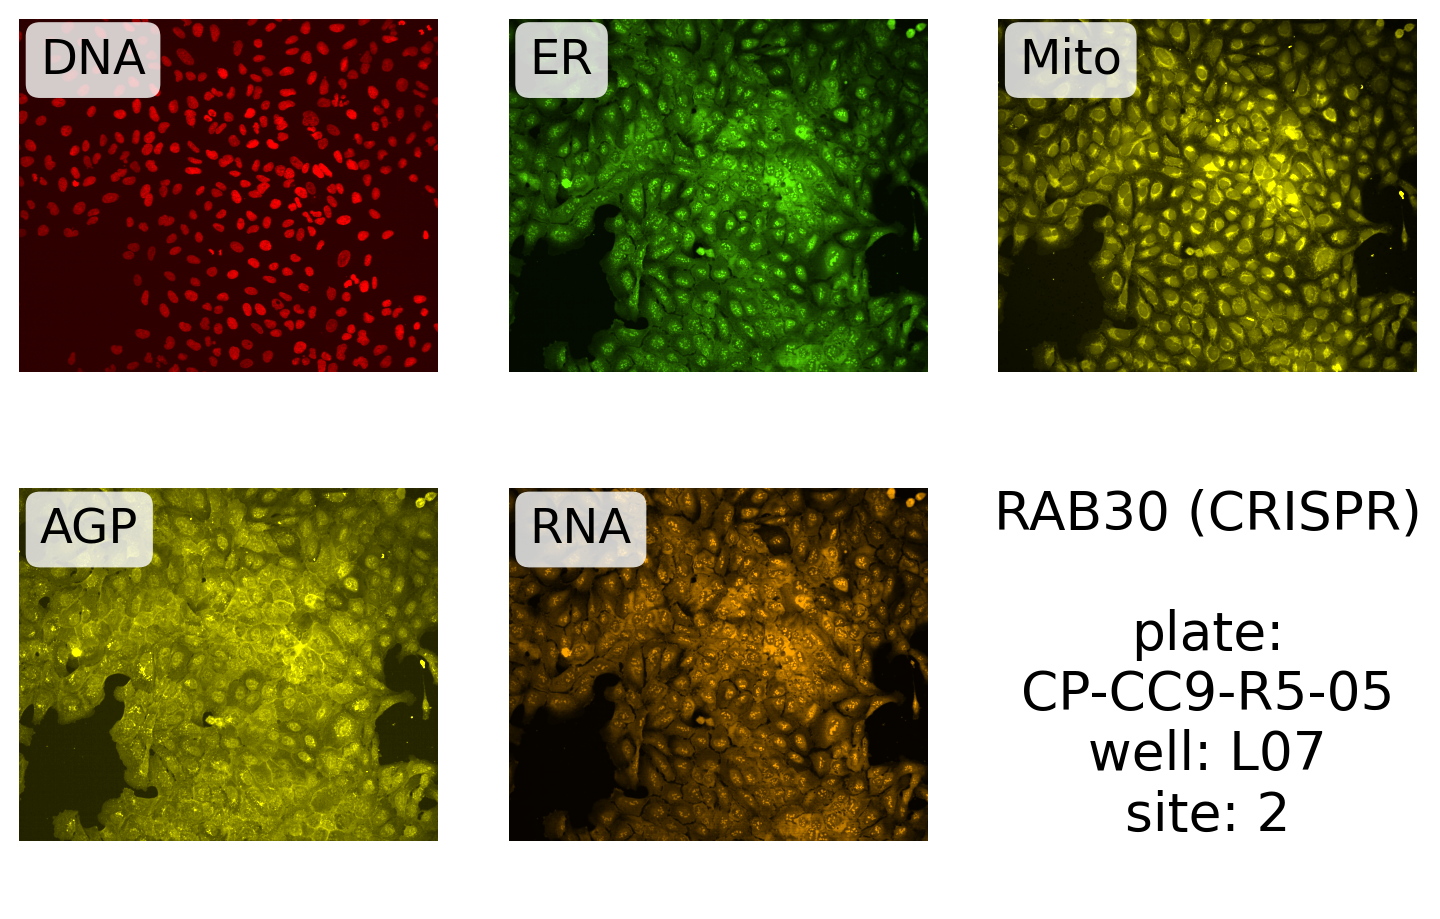 DNA
ER
Mito
AGP
RNA
RAB30 (CRISPR)
plate:
CP-CC9-R5-05
well: L07
site: 2